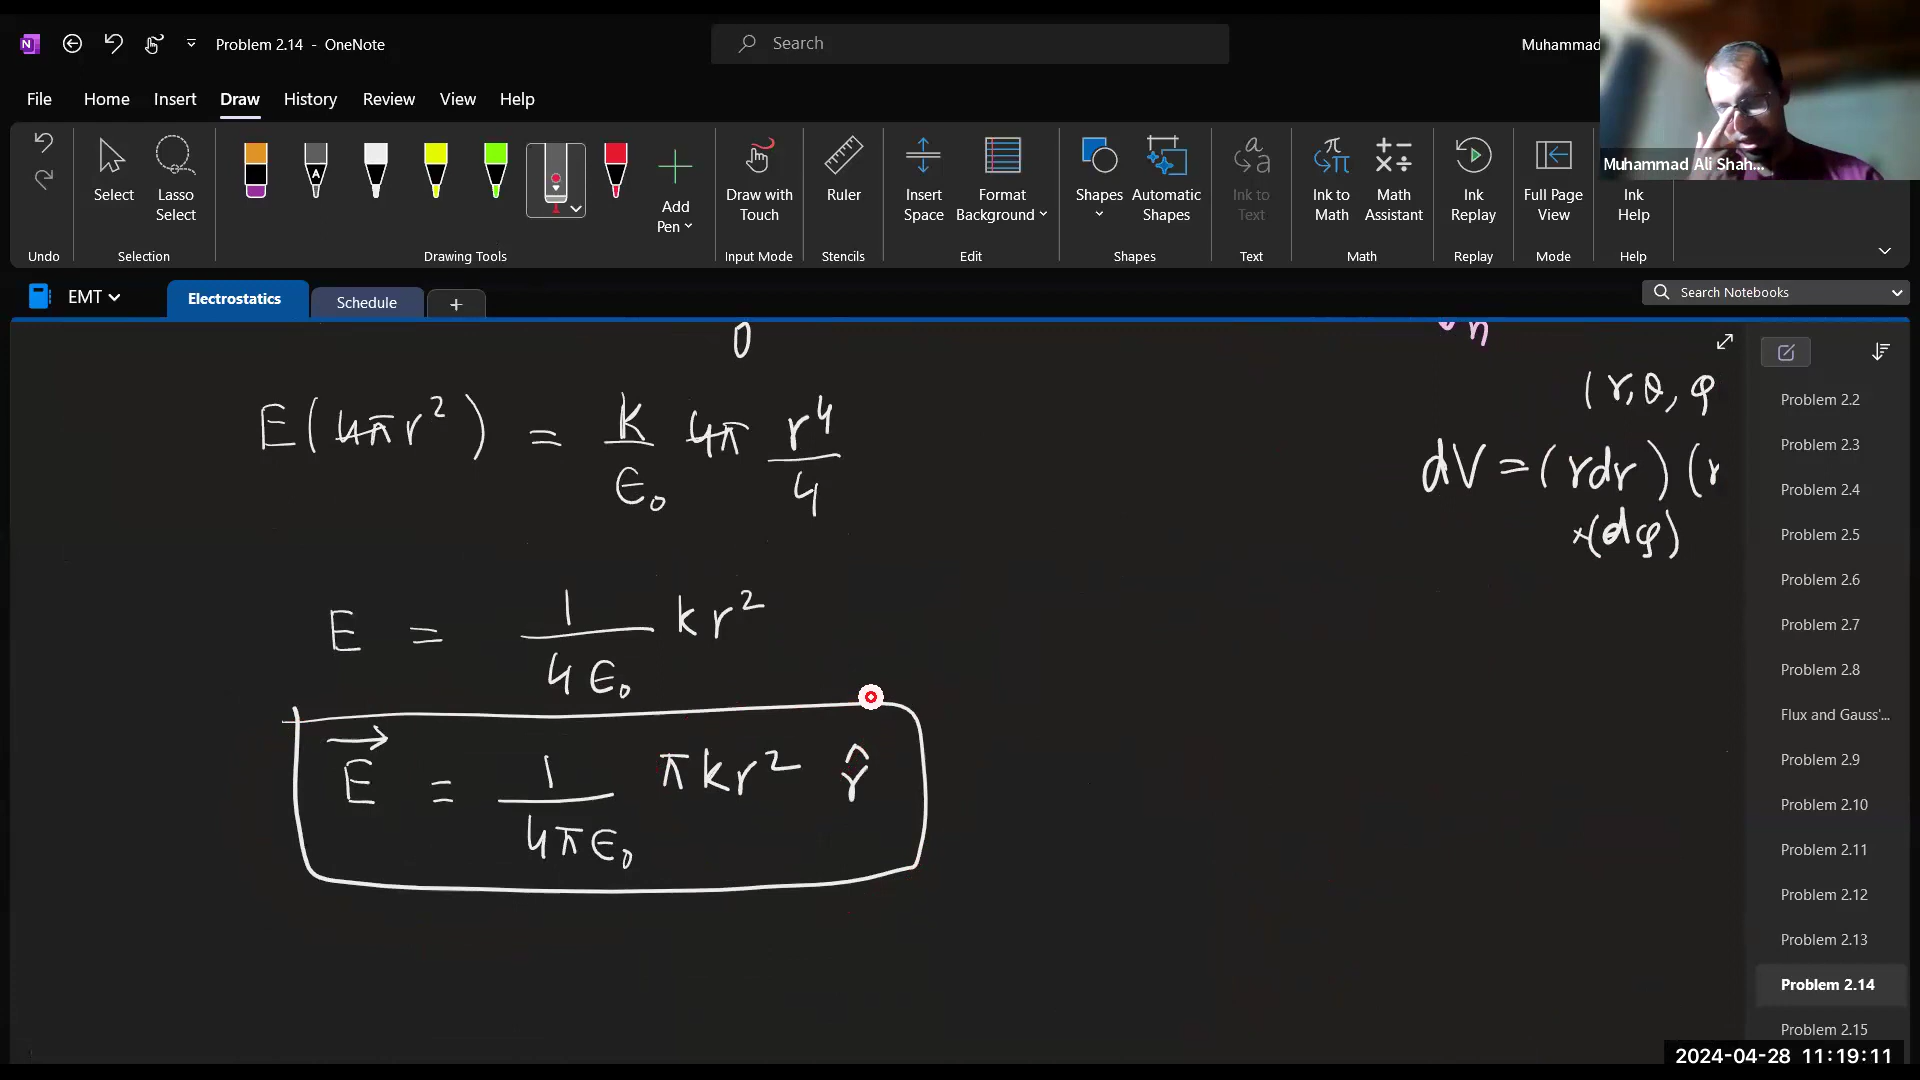 Problem 2.14 - OneNote
Search
Muhammad
File Home Insert Draw History Review View Help
Undo
Select
Lasso Select
Selection
A
Add Pen
Drawing Tools
Draw with Touch
Input Mode
Ruler
Stencils
Insert Space
Format Background
Edit
Shapes
Automatic Shapes
Shapes
Ink to Text
Text
Ink to Math
Math Assistant
Math
Ink Replay
Replay
Full Page View
Mode
Ink Help
Help
Muhammad Ali Shah...
EMT
Electrostatics
Schedule
+
Search Notebooks
0
η
(r, θ, φ
E(4πr²) = k/ϵ₀ 4π r⁴/4
dV = (rdr) (r
×(dφ)
E = 1/4ϵ₀ kr²
E⃗ = 1/4πϵ₀ πkr² r̂
Problem 2.2
Problem 2.3
Problem 2.4
Problem 2.5
Problem 2.6
Problem 2.7
Problem 2.8
Flux and Gauss'...
Problem 2.9
Problem 2.10
Problem 2.11
Problem 2.12
Problem 2.13
Problem 2.14
Problem 2.15
2024-04-28 11:19:11